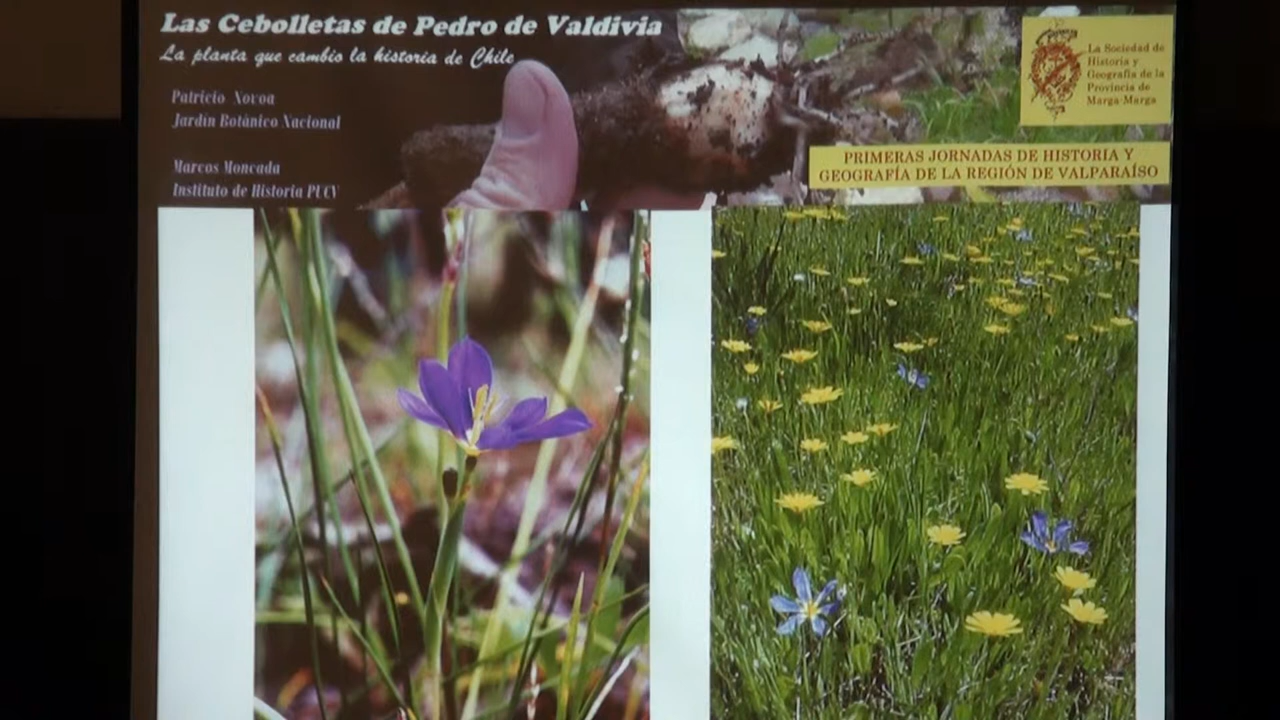 Las Cebolletas de Pedro de Valdivia
La planta que cambio la historia de Chile
Patricio Novoa
Jardín Botánico Nacional
Marcos Moncada
Instituto de Historia PUCV
La Sociedad de
Historia y
Geografía de la
Provincia de
Marga-Marga
PRIMERAS JORNADAS DE HISTORIA Y
GEOGRAFÍA DE LA REGIÓN DE VALPARAÍSO